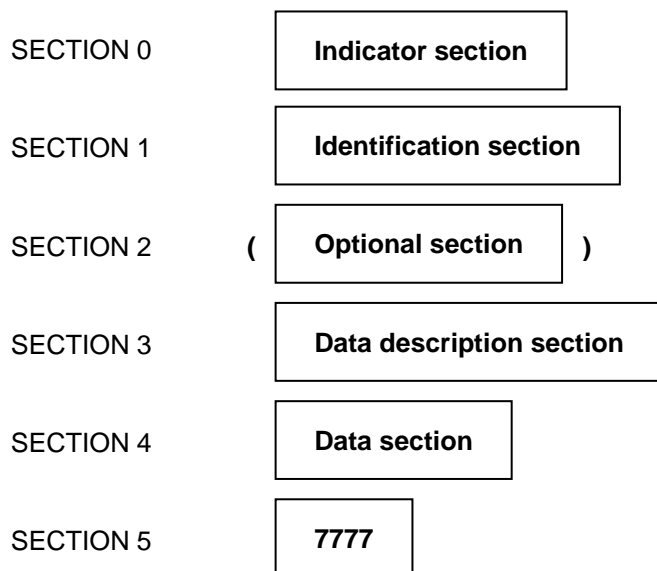 SECTION 0 Indicator section
SECTION 1 Identification section
SECTION 2 ( Optional section )
SECTION 3 Data description section
SECTION 4 Data section
SECTION 5 7777